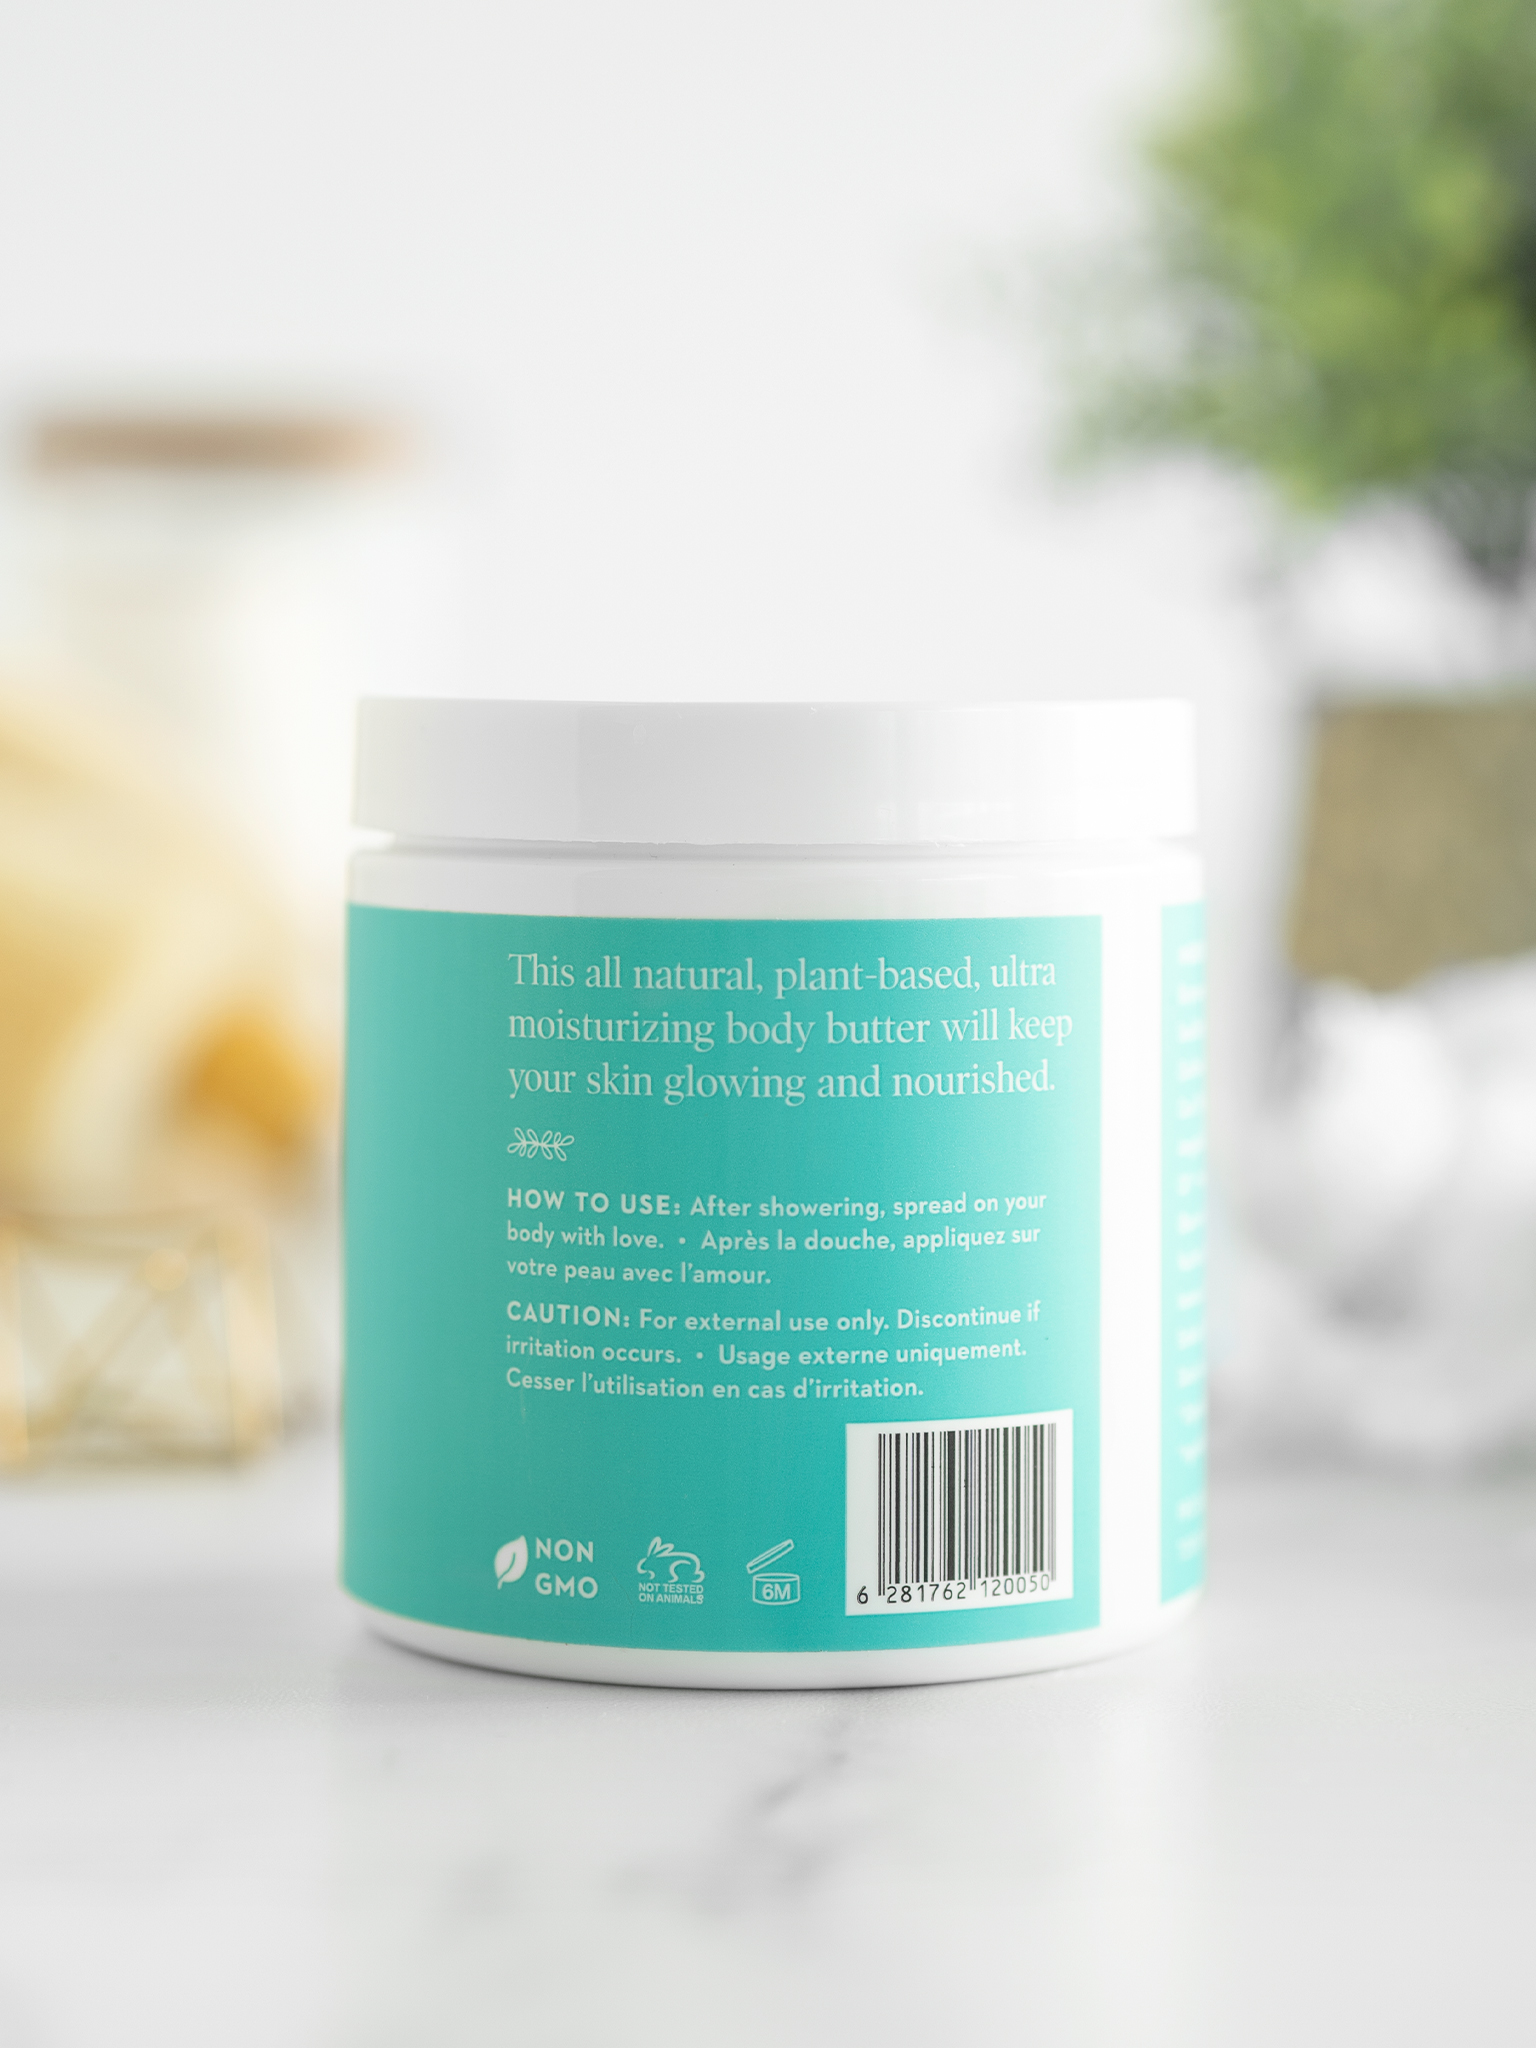 This all natural, plant-based, ultra
moisturizing body butter will keep
your skin glowing and nourished.
HOW TO USE: After showering, spread on your
body with love. • Après la douche, appliquez sur
votre peau avec l'amour.
CAUTION: For external use only. Discontinue if
irritation occurs. • Usage externe uniquement.
Cesser l'utilisation en cas d'irritation.
NON
GMO
NOT TESTED
ON ANIMALS
6M
6 281762 120050